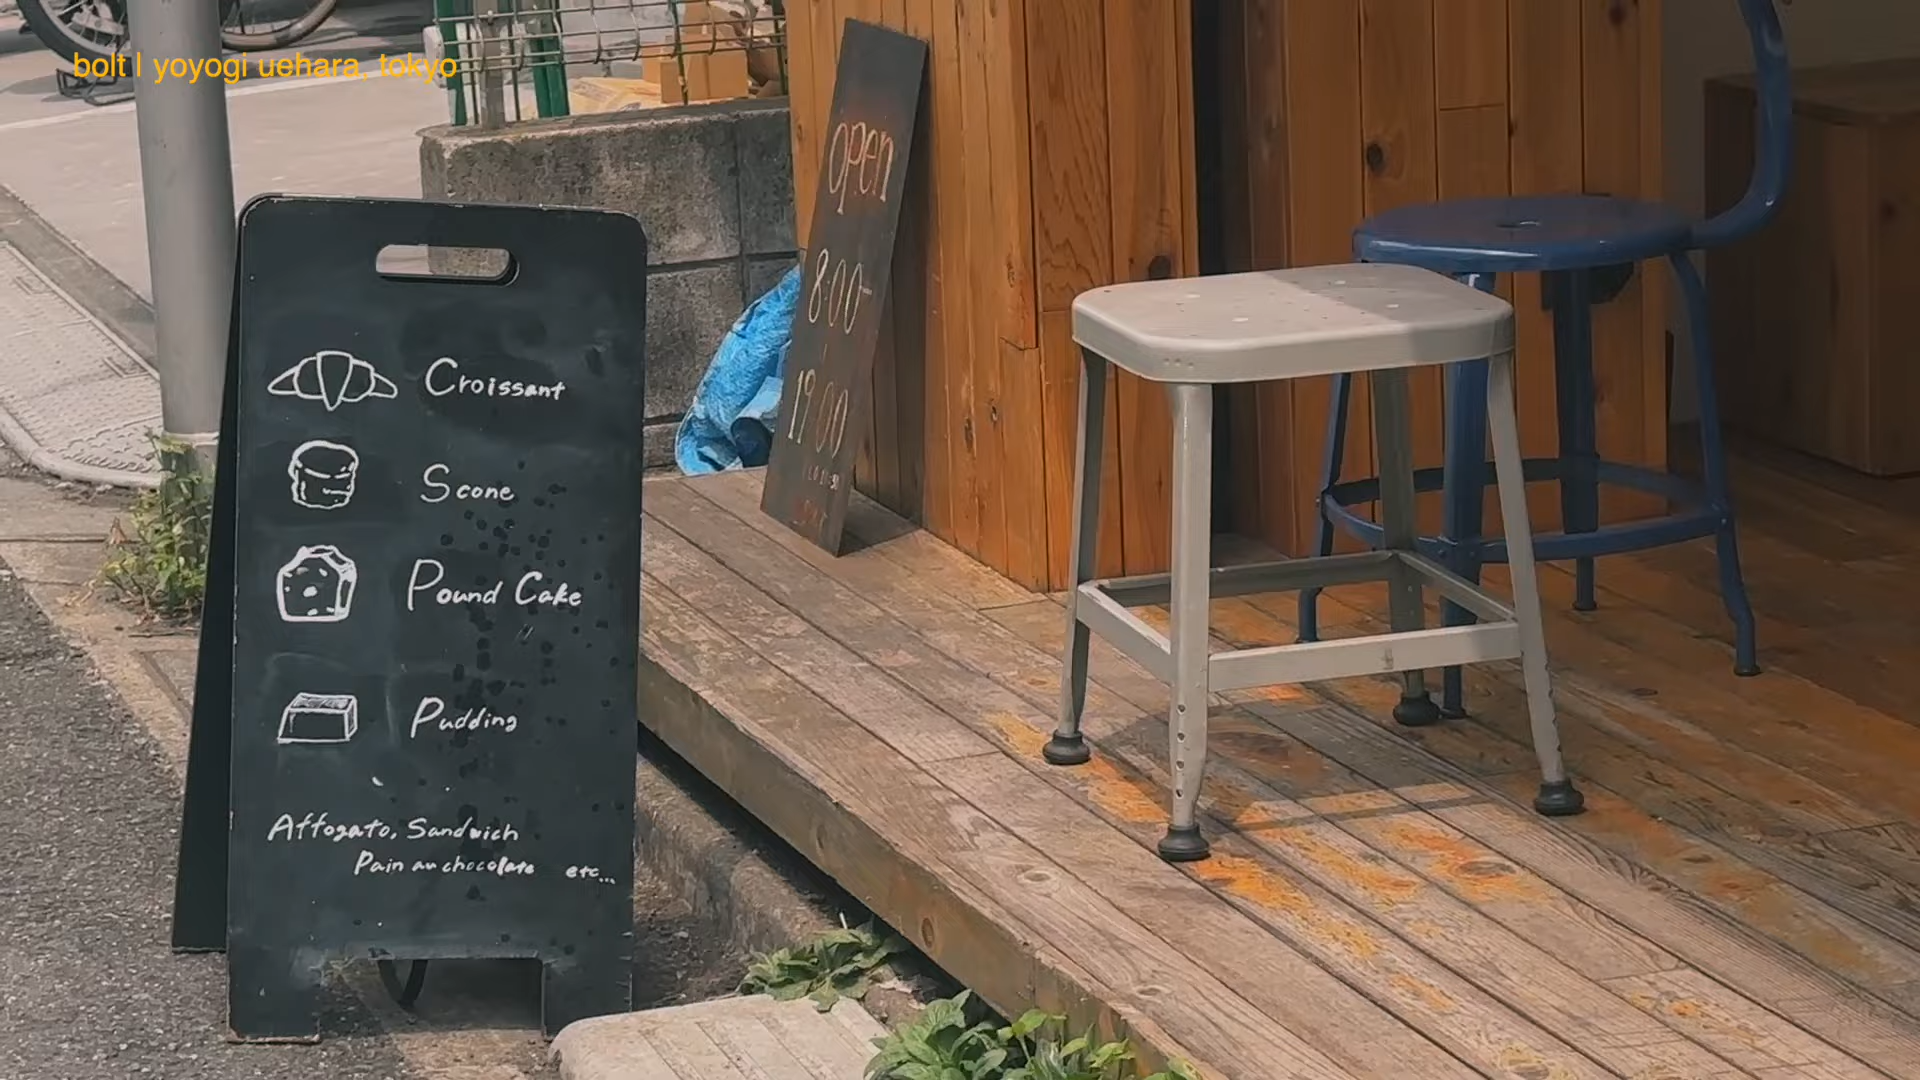 bolt | yoyogi uehara, tokyo
open
8:00
19:00
Croissant
Scone
Pound Cake
Pudding
Affogato, Sandwich
Pain au chocolate etc...